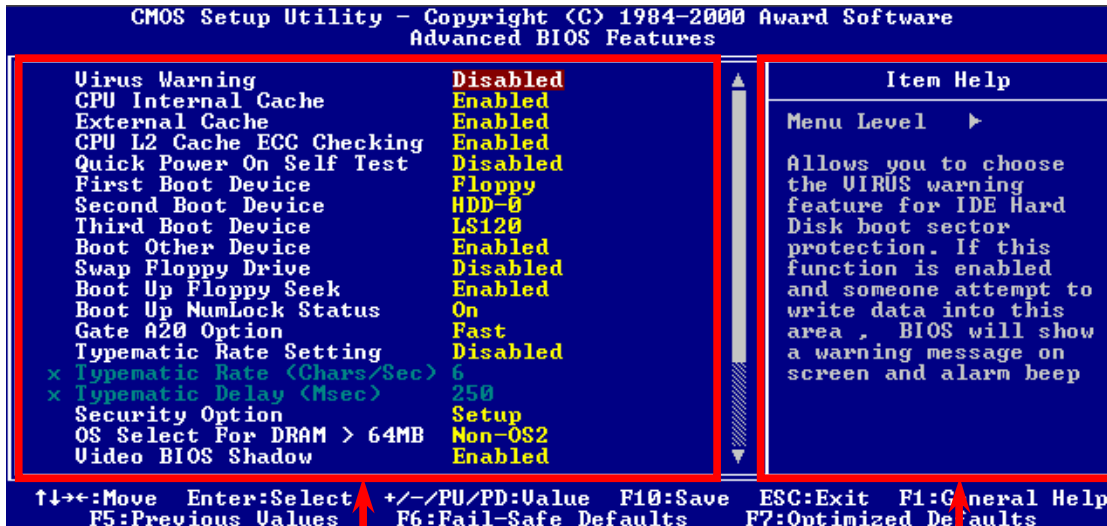 CMOS Setup Utility - Copyright (C) 1984-2000 Award Software
Advanced BIOS Features
Virus Warning Disabled
CPU Internal Cache Enabled
External Cache Enabled
CPU L2 Cache ECC Checking Enabled
Quick Power On Self Test Disabled
First Boot Device Floppy
Second Boot Device HDD-0
Third Boot Device LS120
Boot Other Device Enabled
Swap Floppy Drive Disabled
Boot Up Floppy Seek Enabled
Boot Up NumLock Status On
Gate A20 Option Fast
Typematic Rate Setting Disabled
x Typematic Rate (Chars/Sec) 6
x Typematic Delay (Msec) 250
Security Option Setup
OS Select For DRAM > 64MB Non-OS2
Video BIOS Shadow Enabled
Item Help
Menu Level ►
Allows you to choose
the VIRUS warning
feature for IDE Hard
Disk boot sector
protection. If this
function is enabled
and someone attempt to
write data into this
area , BIOS will show
a warning message on
screen and alarm beep
↑↓→←:Move Enter:Select +/-/PU/PD:Value F10:Save ESC:Exit F1:General Help
F5:Previous Values F6:Fail-Safe Defaults F7:Optimized Defaults